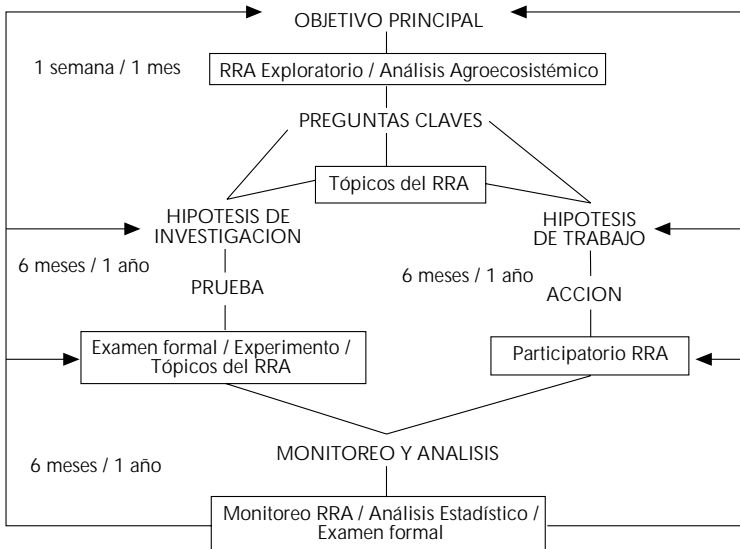 OBJETIVO PRINCIPAL
1 semana / 1 mes
RRA Exploratorio / Análisis Agroecosistémico
PREGUNTAS CLAVES
Tópicos del RRA
HIPOTESIS DE
INVESTIGACION
HIPOTESIS
DE TRABAJO
6 meses / 1 año
6 meses / 1 año
PRUEBA
ACCION
Examen formal / Experimento /
Tópicos del RRA
Participatorio RRA
MONITOREO Y ANALISIS
6 meses / 1 año
Monitoreo RRA / Análisis Estadístico /
Examen formal